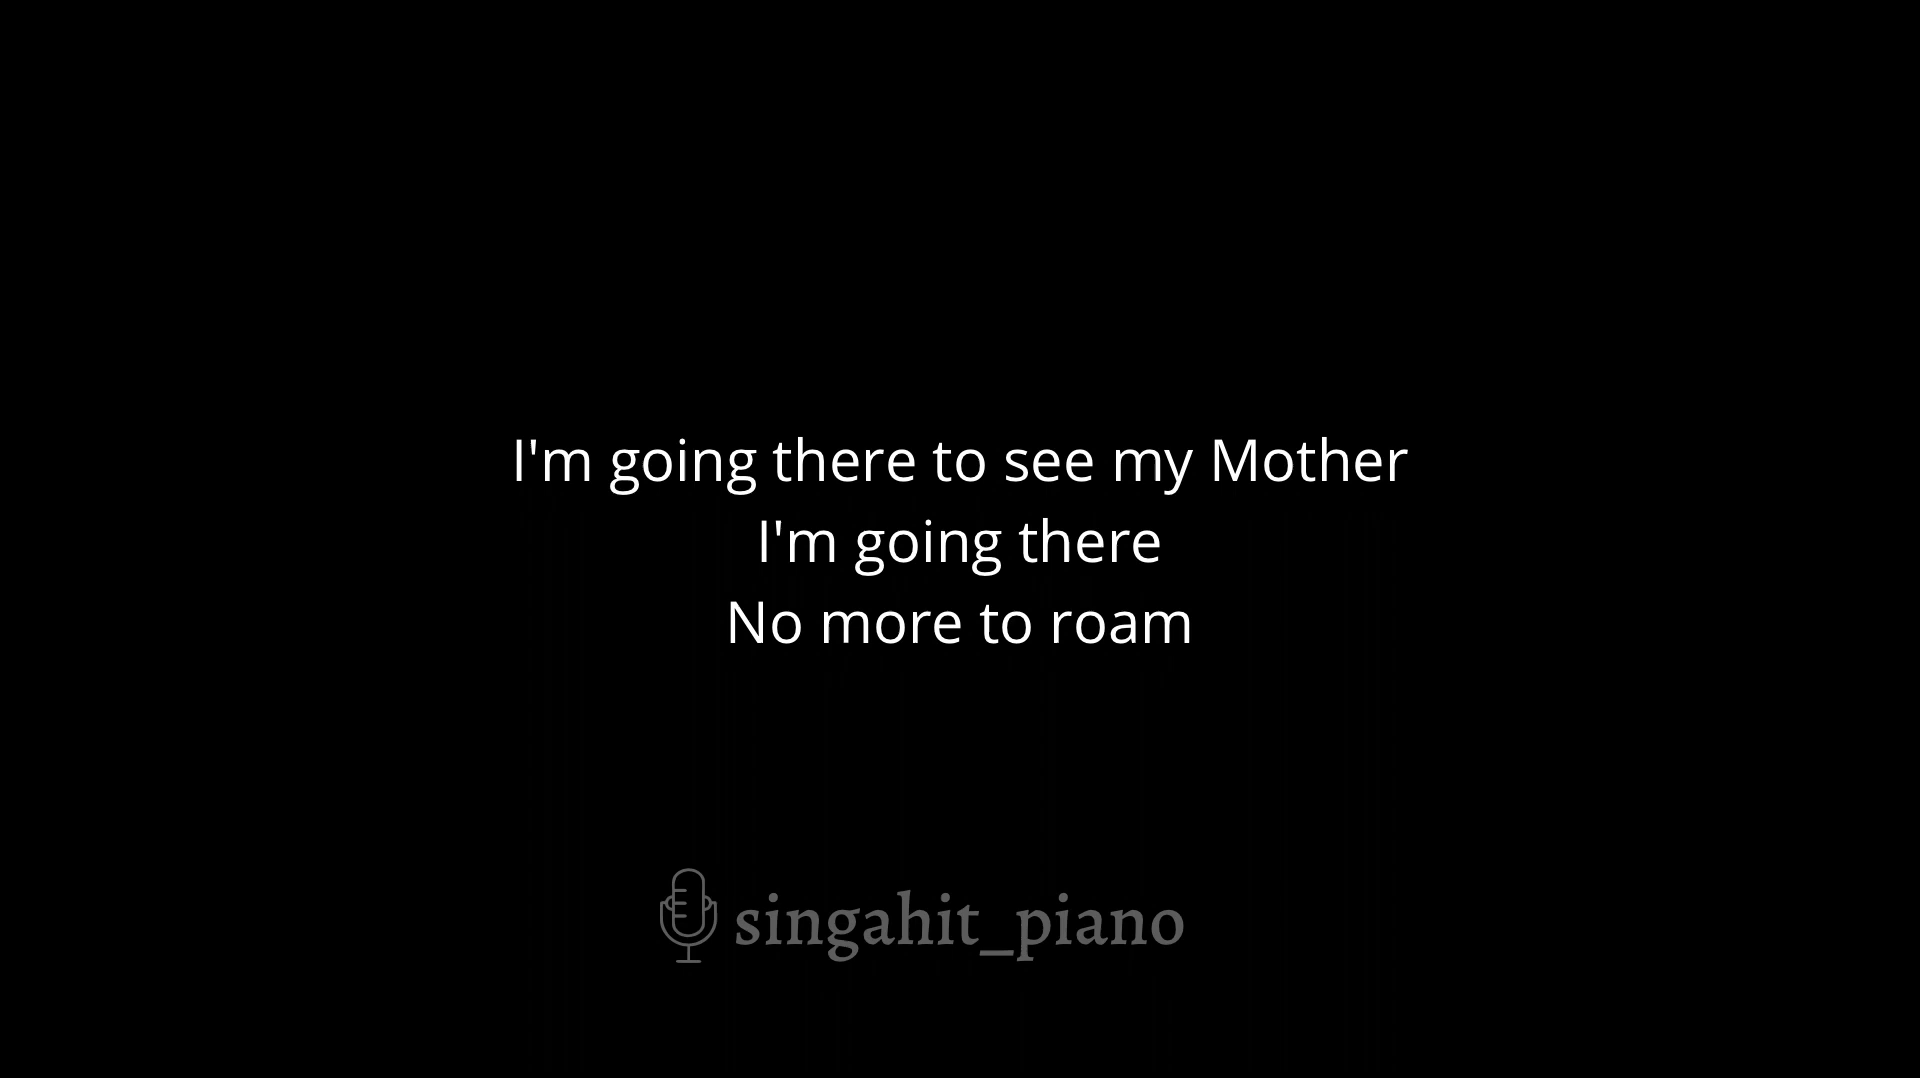 I'm going there to see my Mother
I'm going there
No more to roam
singahit_piano